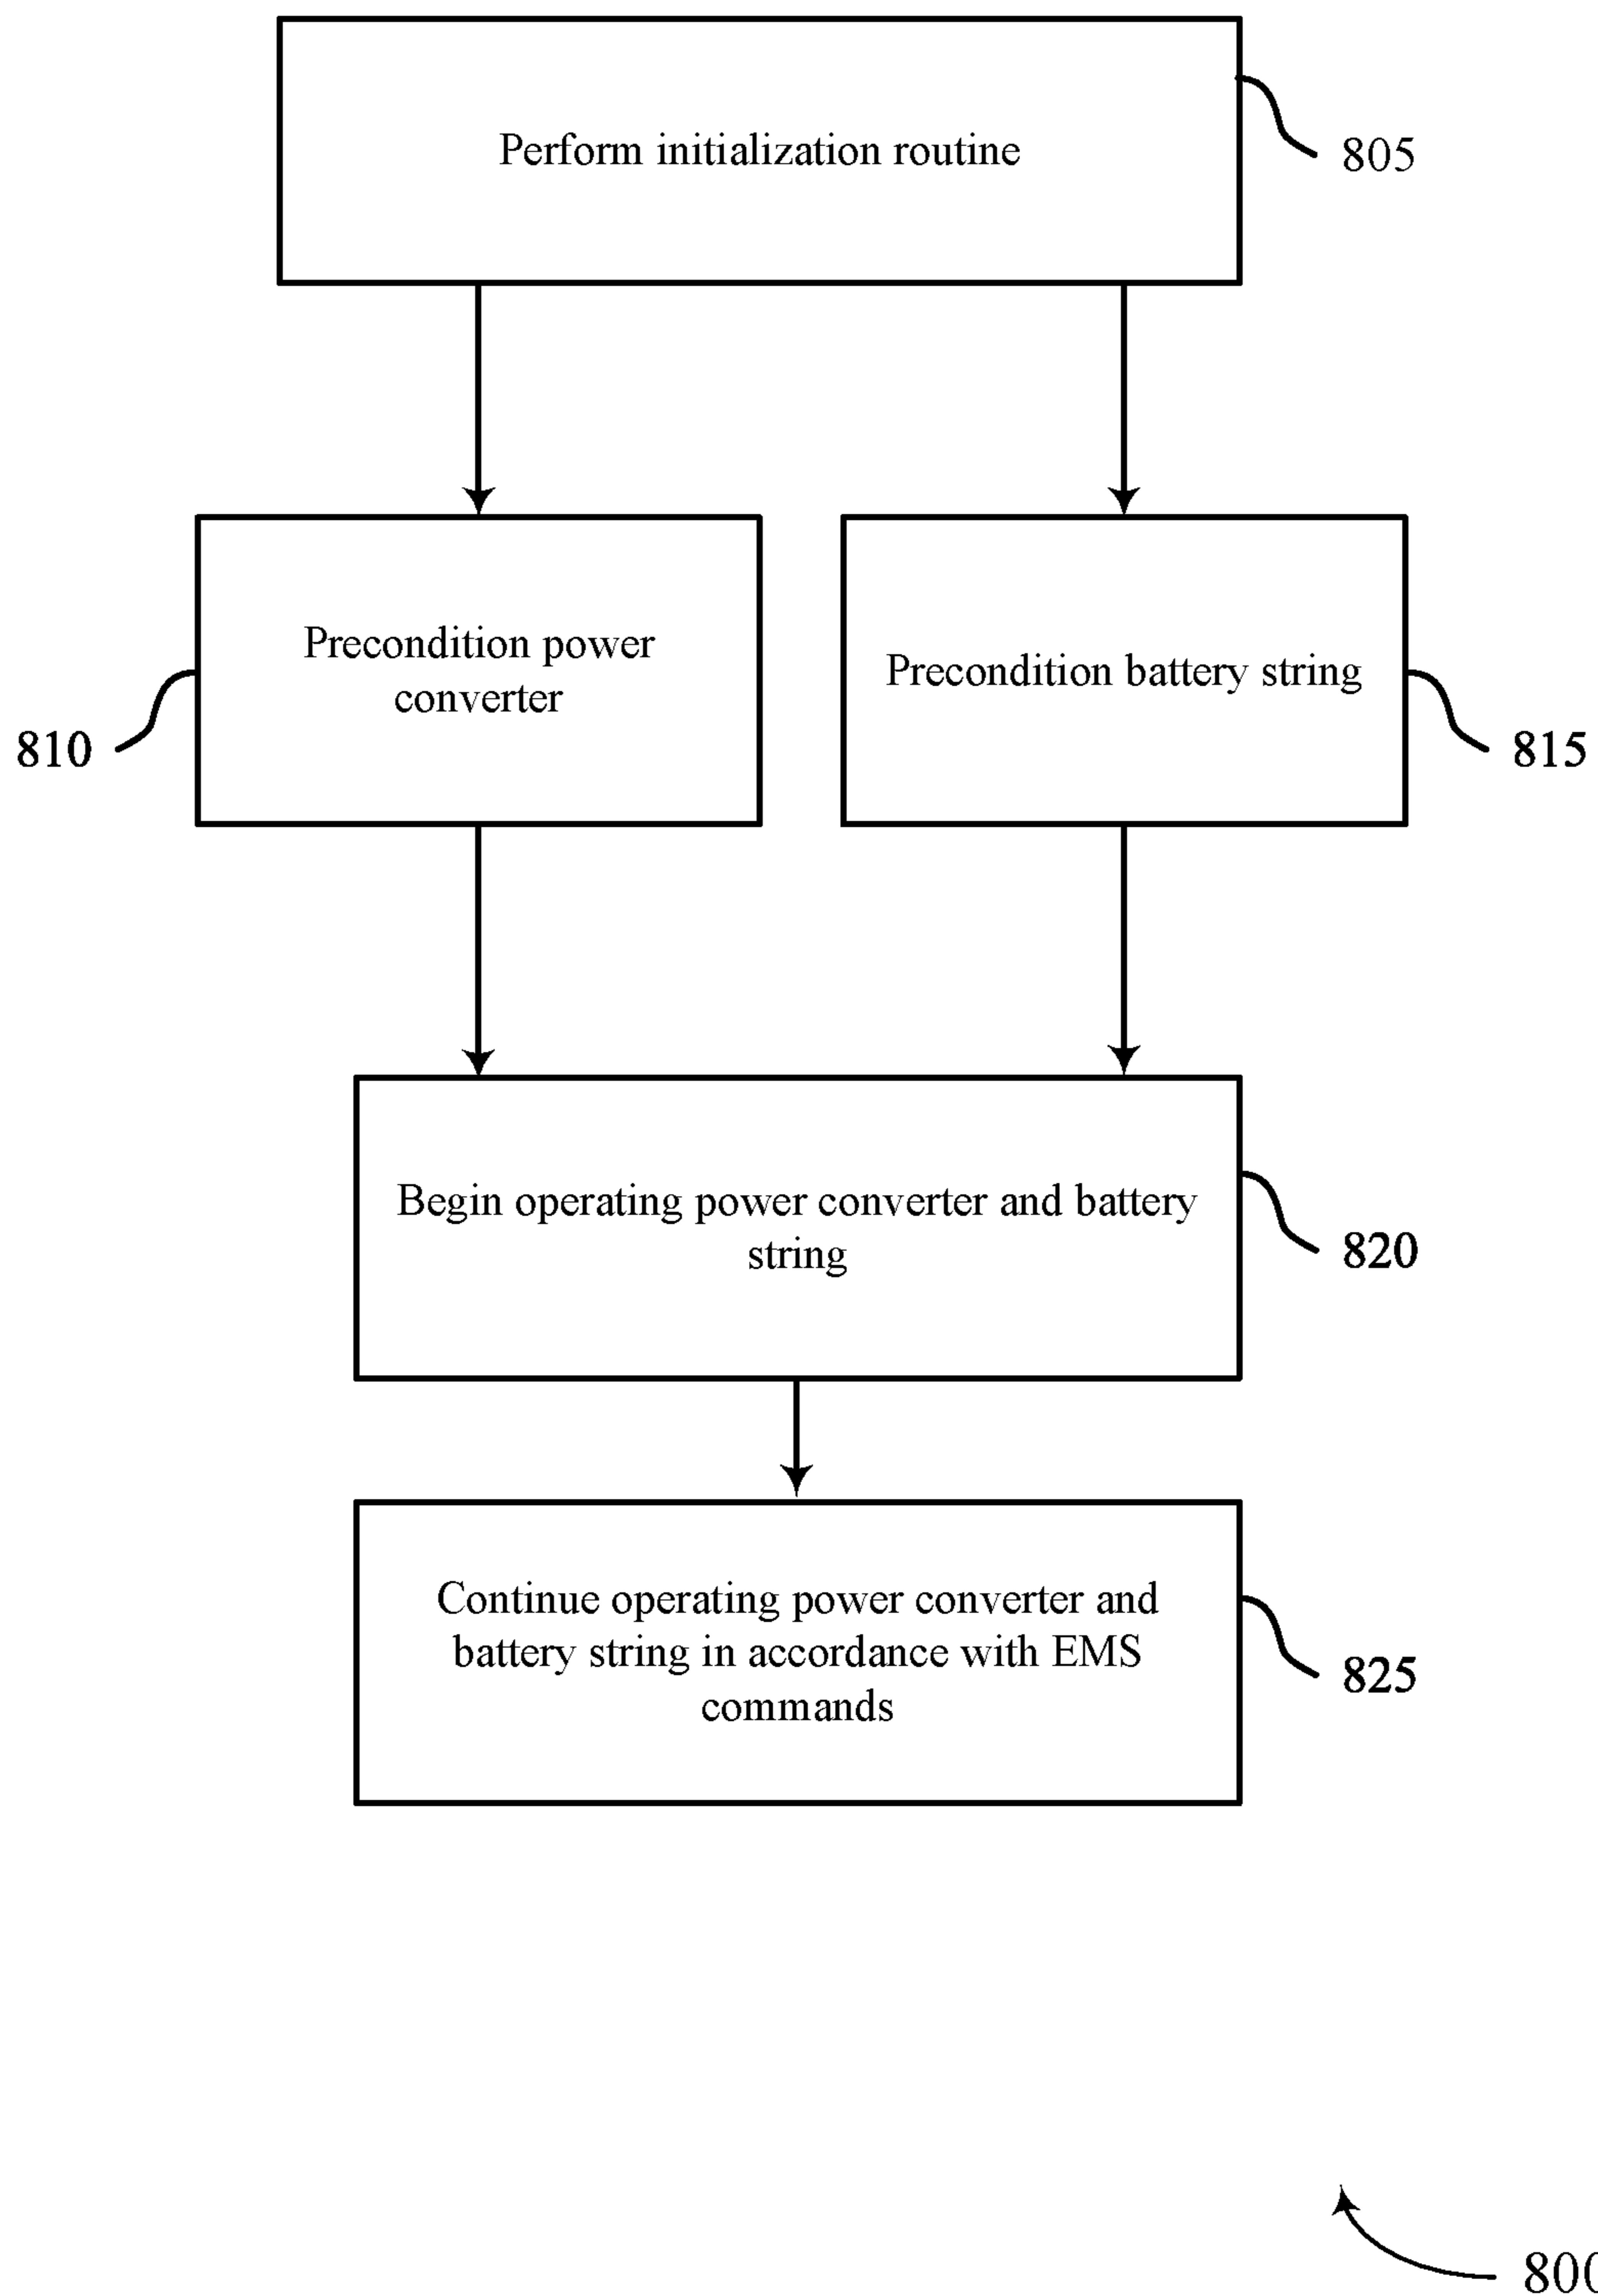 Perform initialization routine
805
Precondition power
converter
810
Precondition battery string
815
Begin operating power converter and battery
string
820
Continue operating power converter and
battery string in accordance with EMS
commands
825
800